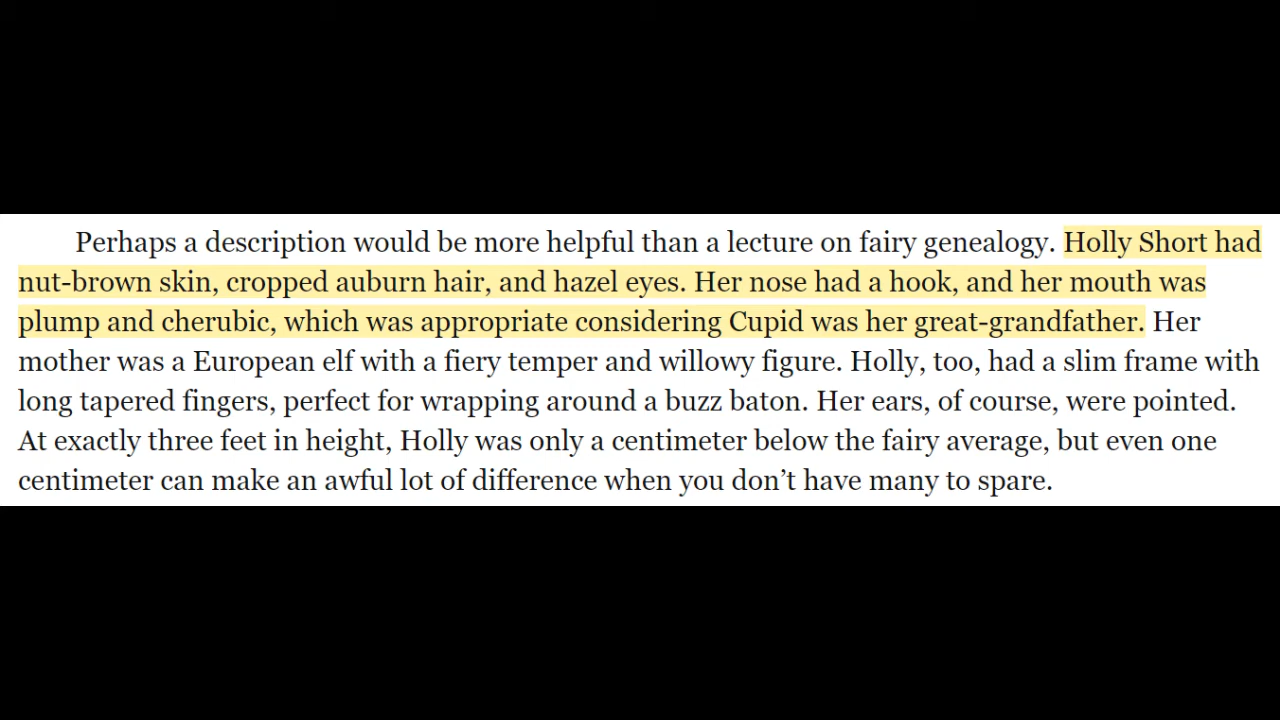 Perhaps a description would be more helpful than a lecture on fairy genealogy. Holly Short had
nut-brown skin, cropped auburn hair, and hazel eyes. Her nose had a hook, and her mouth was
plump and cherubic, which was appropriate considering Cupid was her great-grandfather. Her
mother was a European elf with a fiery temper and willowy figure. Holly, too, had a slim frame with
long tapered fingers, perfect for wrapping around a buzz baton. Her ears, of course, were pointed.
At exactly three feet in height, Holly was only a centimeter below the fairy average, but even one
centimeter can make an awful lot of difference when you don’t have many to spare.